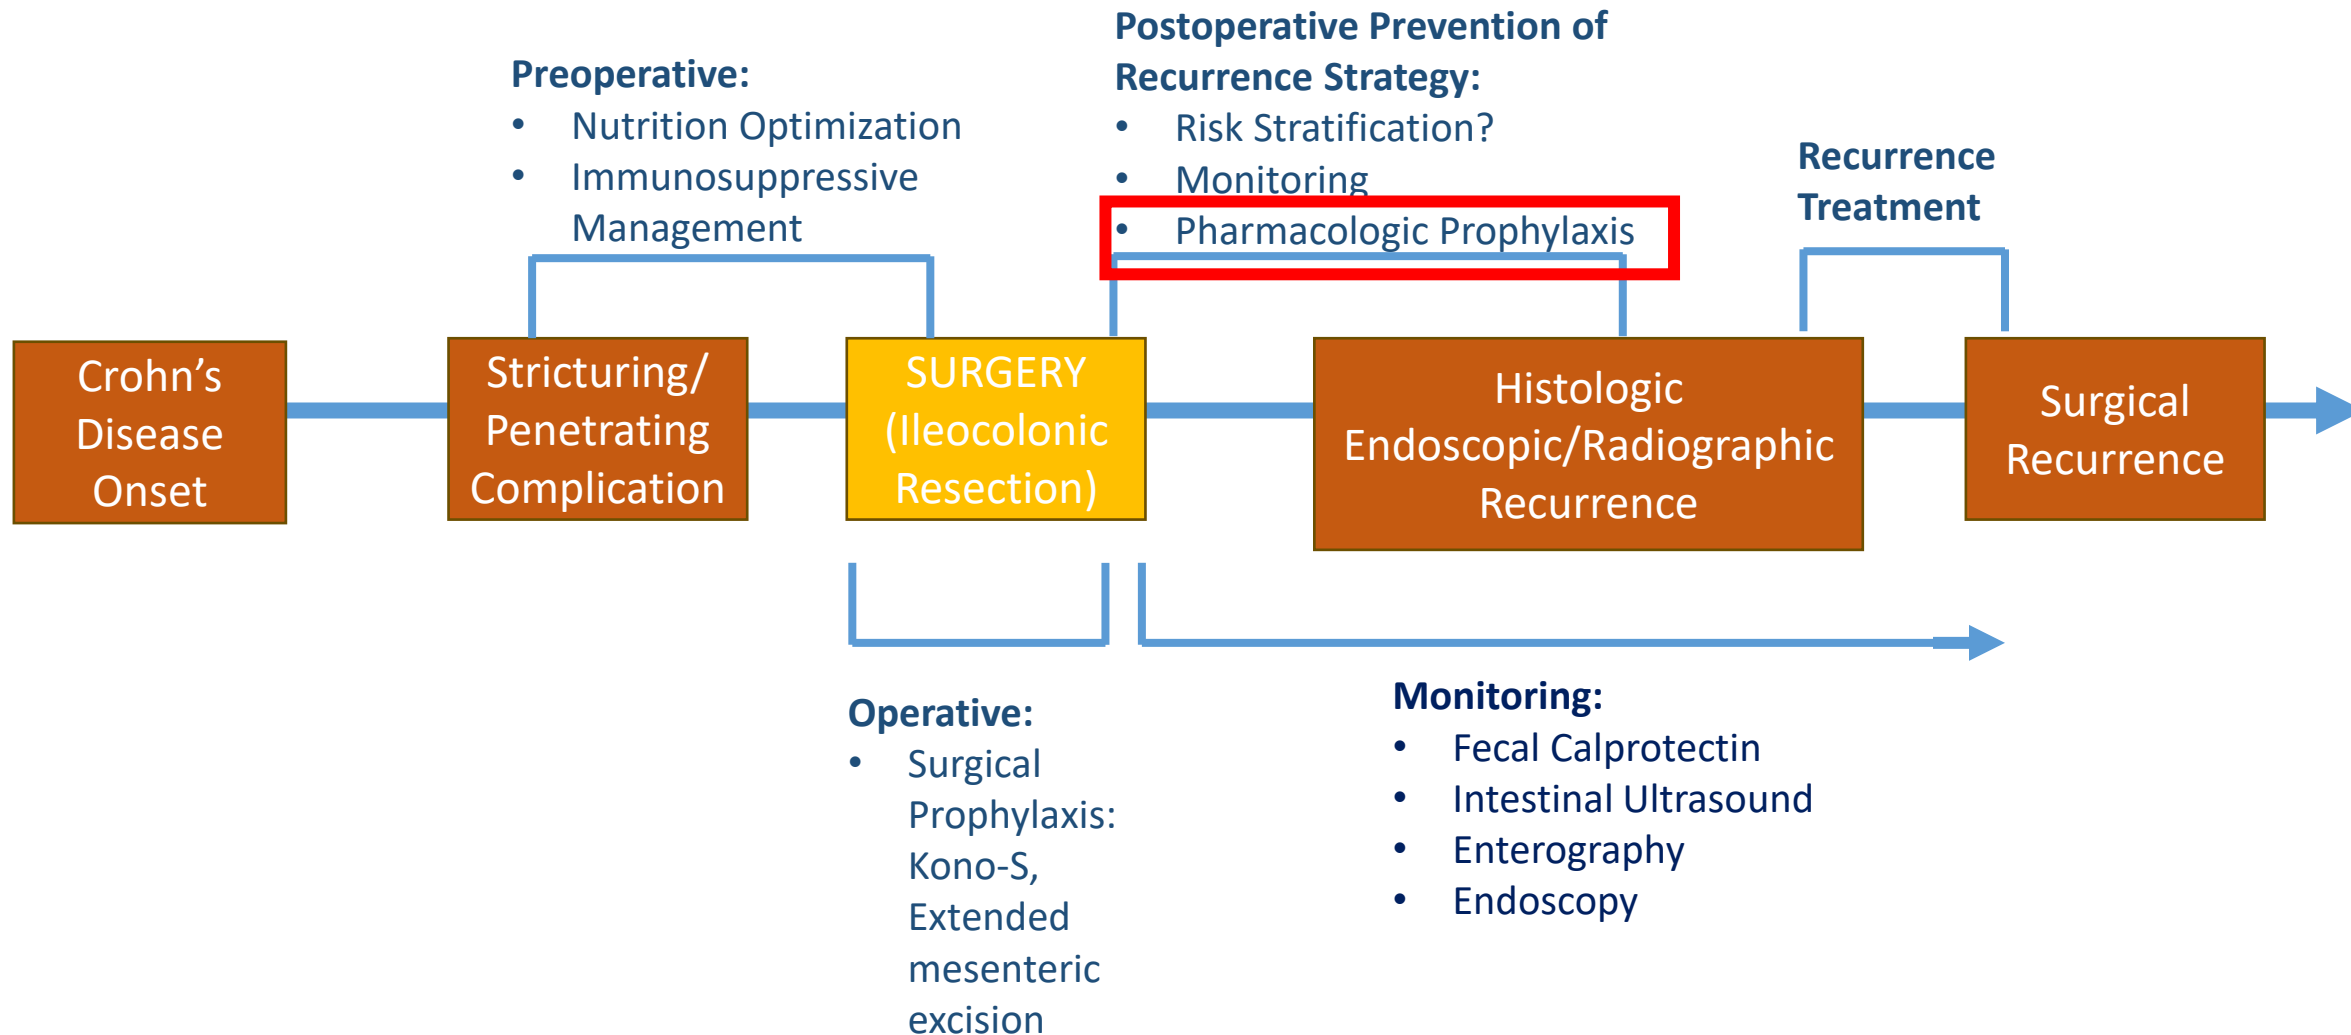 Preoperative:
• Nutrition Optimization
• Immunosuppressive
Management
Postoperative Prevention of
Recurrence Strategy:
• Risk Stratification?
• Monitoring
• Pharmacologic Prophylaxis
Recurrence
Treatment
Crohn’s
Disease
Onset
Stricturing/
Penetrating
Complication
SURGERY
(Ileocolonic
Resection)
Histologic
Endoscopic/Radiographic
Recurrence
Surgical
Recurrence
Operative:
• Surgical
Prophylaxis:
Kono-S,
Extended
mesenteric
excision
Monitoring:
• Fecal Calprotectin
• Intestinal Ultrasound
• Enterography
• Endoscopy